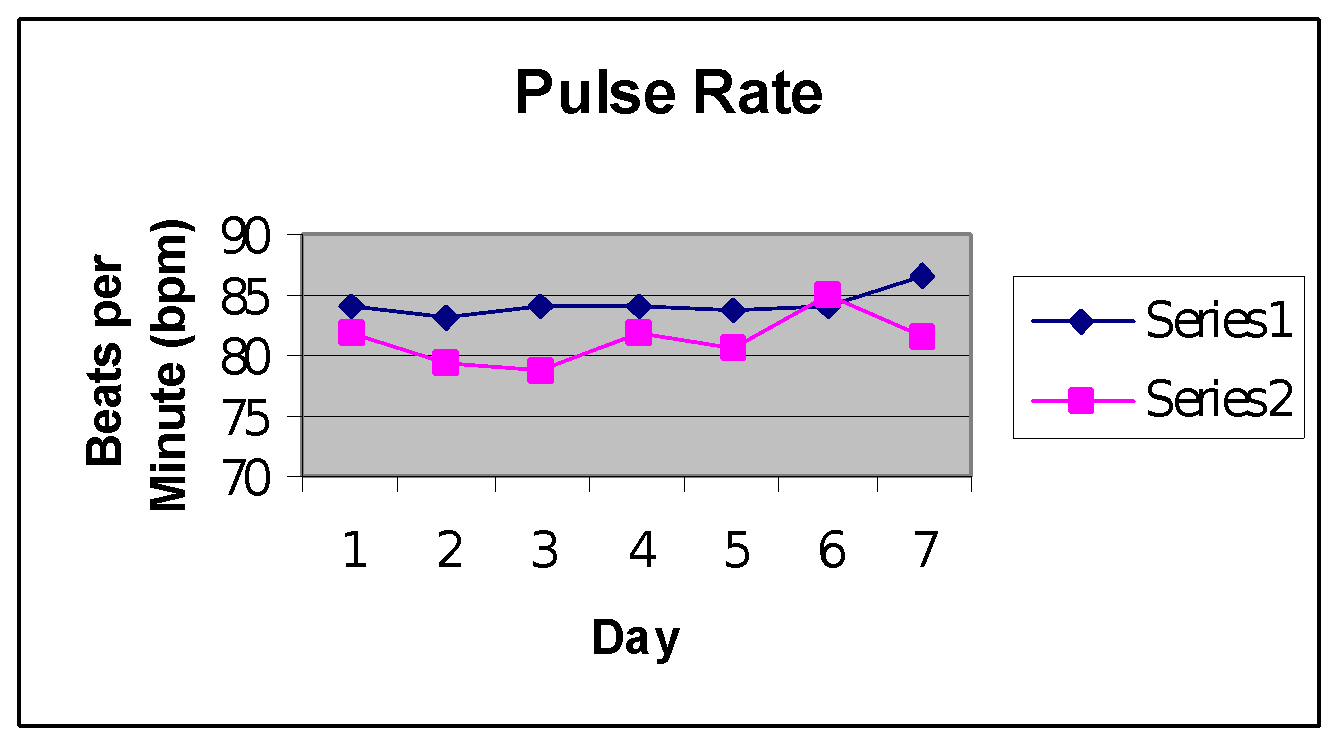 Pulse Rate
Beats per
Minute (bpm)
90
85
80
75
70
1 2 3 4 5 6 7
Day
Series1
Series2